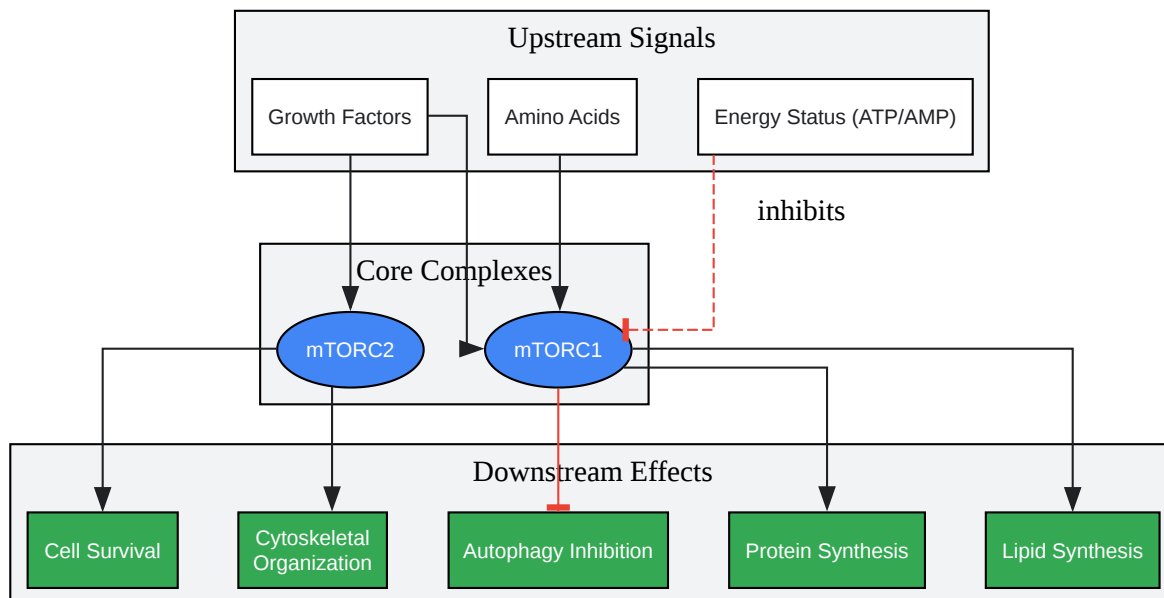 Upstream Signals
Growth Factors
Amino Acids
Energy Status (ATP/AMP)
inhibits
Core Complexes
mTORC2
mTORC1
Downstream Effects
Cell Survival
Cytoskeletal
Organization
Autophagy Inhibition
Protein Synthesis
Lipid Synthesis